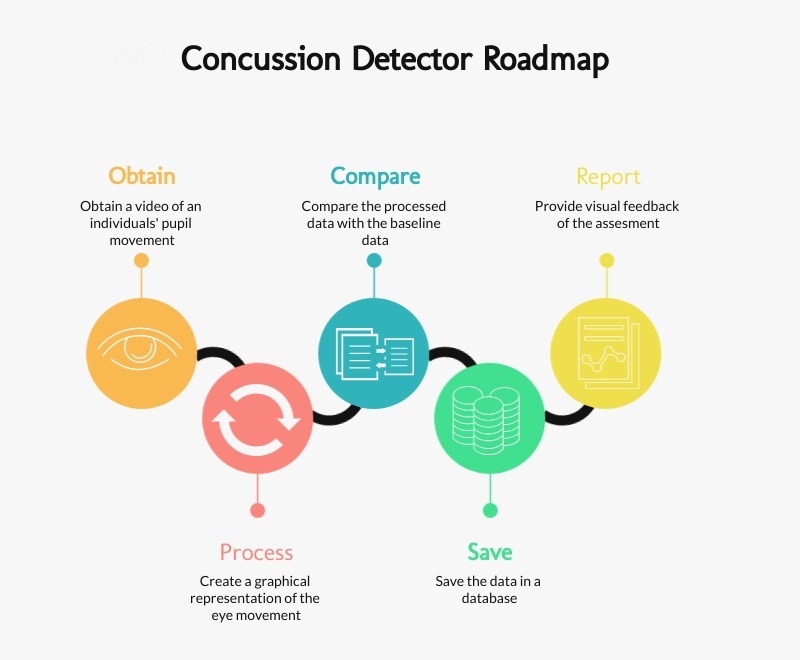 Concussion Detector Roadmap
Obtain
Obtain a video of an
individuals' pupil
movement
Compare
Compare the processed
data with the baseline
data
Report
Provide visual feedback
of the assesment
Process
Create a graphical
representation of the
eye movement
Save
Save the data in a
database